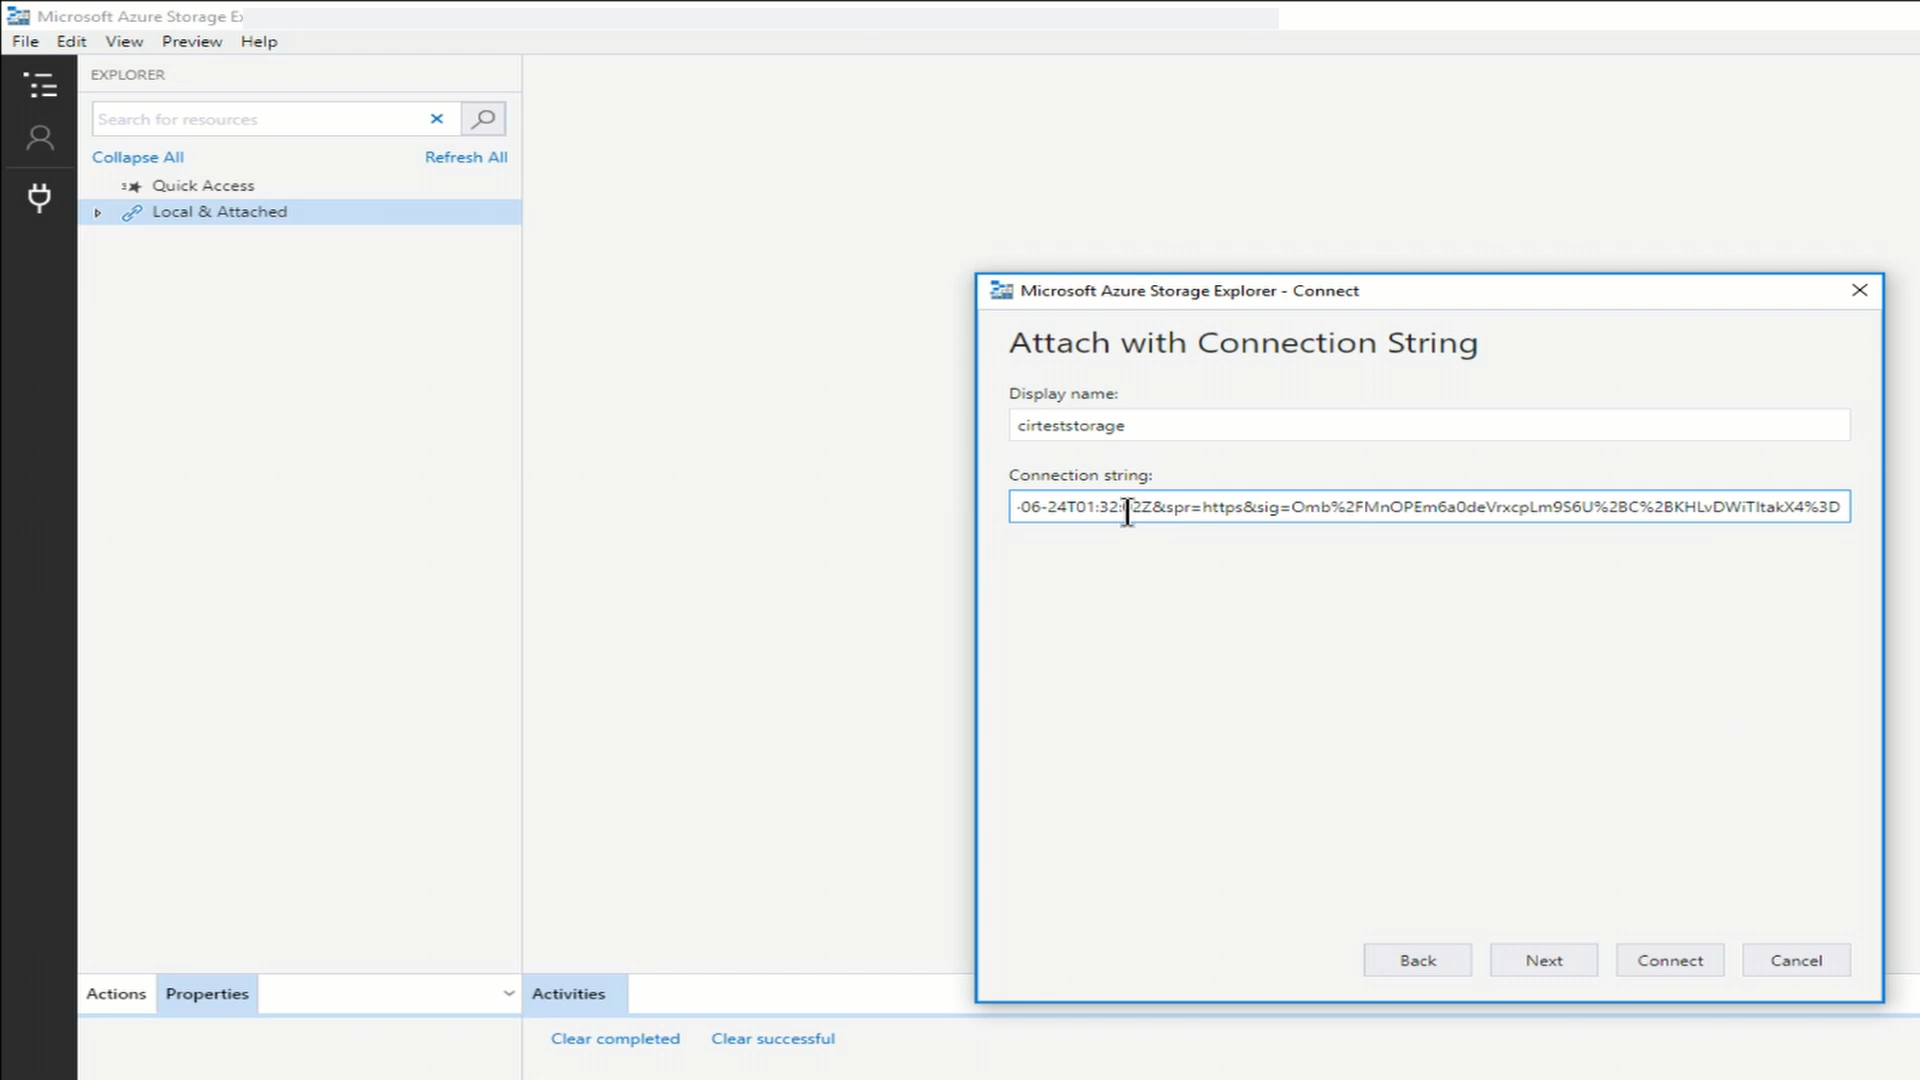 Microsoft Azure Storage Ex
File Edit View Preview Help
EXPLORER
Search for resources
Collapse All Refresh All
Quick Access
Local & Attached
Microsoft Azure Storage Explorer - Connect
Attach with Connection String
Display name:
cirteststorage
Connection string:
-06-24T01:32:02Z&spr=https&sig=Omb%2FMnOPEm6a0deVrxcpLm9S6U%2BC%2BKHLvDWiTItakX4%3D
Back Next Connect Cancel
Actions Properties Activities
Clear completed Clear successful